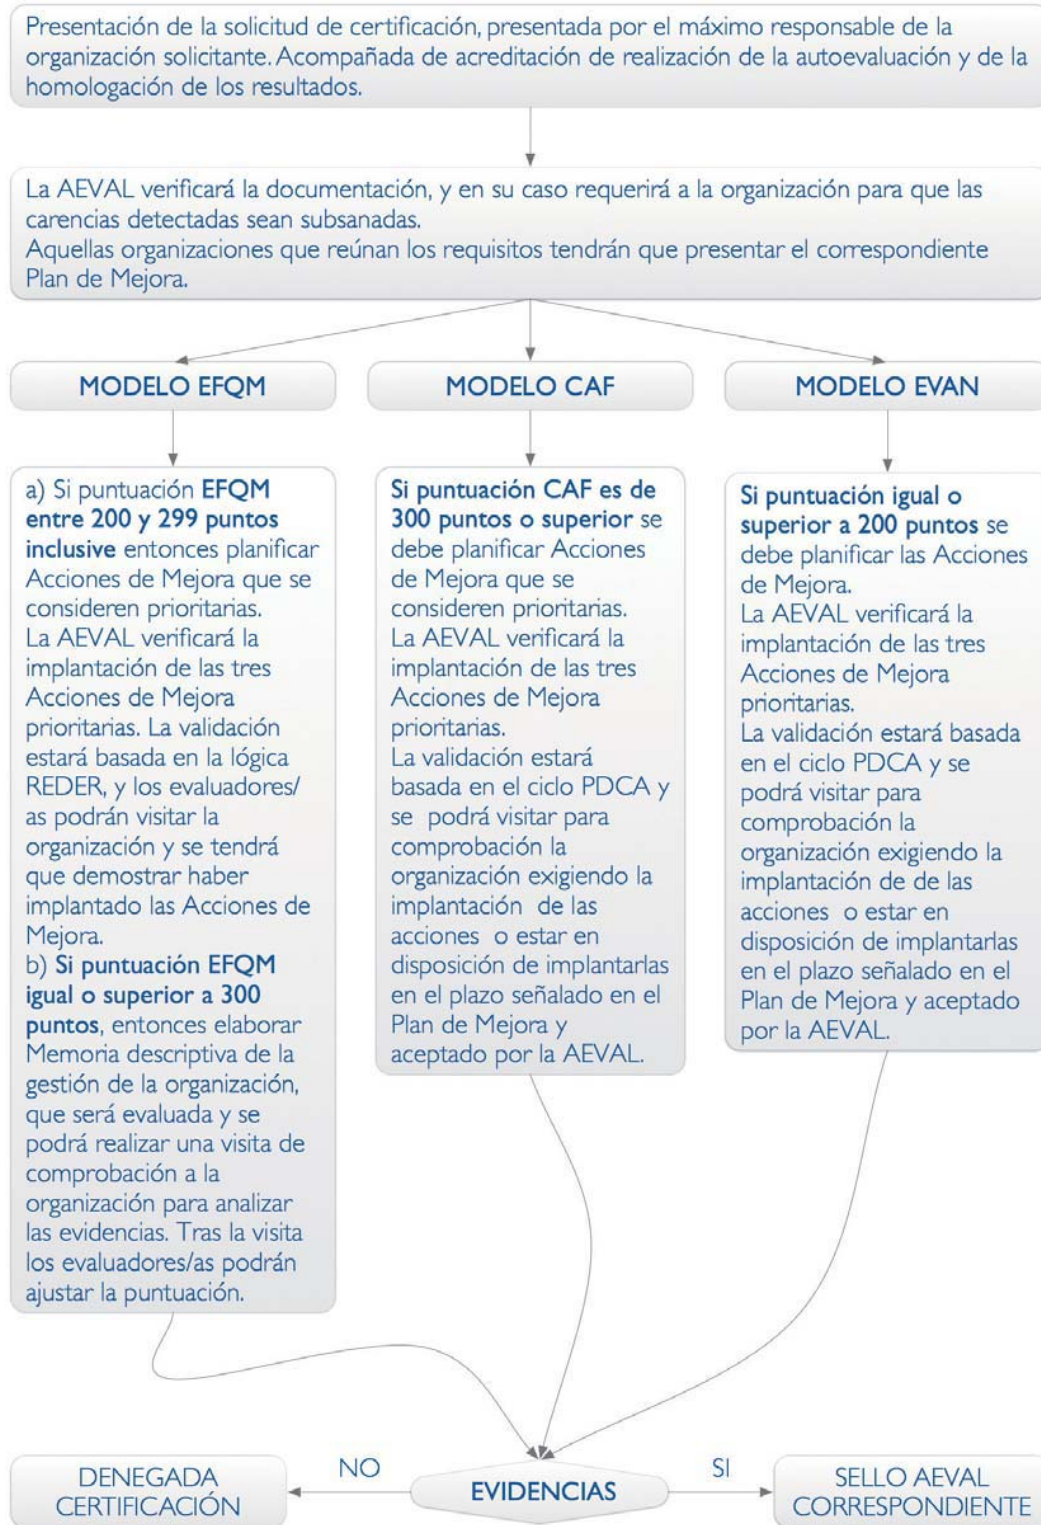 Presentación de la solicitud de certificación, presentada por el máximo responsable de la
organización solicitante. Acompañada de acreditación de realización de la autoevaluación y de la
homologación de los resultados.
La AEVAL verificará la documentación, y en su caso requerirá a la organización para que las
carencias detectadas sean subsanadas.
Aquellas organizaciones que reúnan los requisitos tendrán que presentar el correspondiente
Plan de Mejora.
MODELO EFQM
MODELO CAF
MODELO EVAN
a) Si puntuación EFQM
entre 200 y 299 puntos
inclusive entonces planificar
Acciones de Mejora que se
consideren prioritarias.
La AEVAL verificará la
implantación de las tres
Acciones de Mejora
prioritarias. La validación
estará basada en la lógica
REDER, y los evaluadores/
as podrán visitar la
organización y se tendrá
que demostrar haber
implantado las Acciones de
Mejora.
b) Si puntuación EFQM
igual o superior a 300
puntos, entonces elaborar
Memoria descriptiva de la
gestión de la organización,
que será evaluada y se
podrá realizar una visita de
comprobación a la
organización para analizar
las evidencias. Tras la visita
los evaluadores/as podrán
ajustar la puntuación.
Si puntuación CAF es de
300 puntos o superior se
debe planificar Acciones
de Mejora que se
consideren prioritarias.
La AEVAL verificará la
implantación de las tres
Acciones de Mejora
prioritarias.
La validación estará
basada en el ciclo PDCA y
se podrá visitar para
comprobación la
organización exigiendo la
implantación de las
acciones o estar en
disposición de implantarlas
en el plazo señalado en el
Plan de Mejora y
aceptado por la AEVAL.
Si puntuación igual o
superior a 200 puntos se
debe planificar las Acciones
de Mejora.
La AEVAL verificará la
implantación de las tres
Acciones de Mejora
prioritarias.
La validación estará basada
en el ciclo PDCA y se
podrá visitar para
comprobación la
organización exigiendo la
implantación de de las
acciones o estar en
disposición de implantarlas
en el plazo señalado en el
Plan de Mejora y aceptado
por la AEVAL.
DENEGADA
CERTIFICACIÓN
NO
EVIDENCIAS
SI
SELLO AEVAL
CORRESPONDIENTE